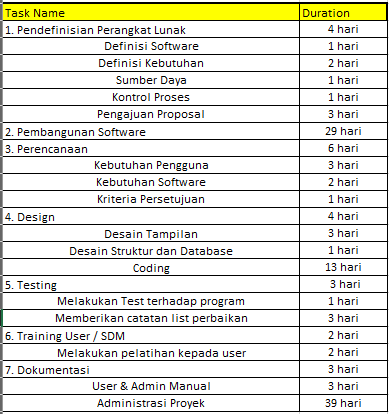 Task Name Duration
1. Pendefinisian Perangkat Lunak 4 hari
Definisi Software 1 hari
Definisi Kebutuhan 2 hari
Sumber Daya 1 hari
Kontrol Proses 1 hari
Pengajuan Proposal 3 hari
2. Pembangunan Software 29 hari
3. Perencanaan 6 hari
Kebutuhan Pengguna 3 hari
Kebutuhan Software 2 hari
Kriteria Persetujuan 1 hari
4. Design 4 hari
Desain Tampilan 3 hari
Desain Struktur dan Database 1 hari
Coding 13 hari
5. Testing 3 hari
Melakukan Test terhadap program 1 hari
Memberikan catatan list perbaikan 3 hari
6. Training User / SDM 2 hari
Melakukan pelatihan kepada user 2 hari
7. Dokumentasi 3 hari
User & Admin Manual 3 hari
Administrasi Proyek 39 hari